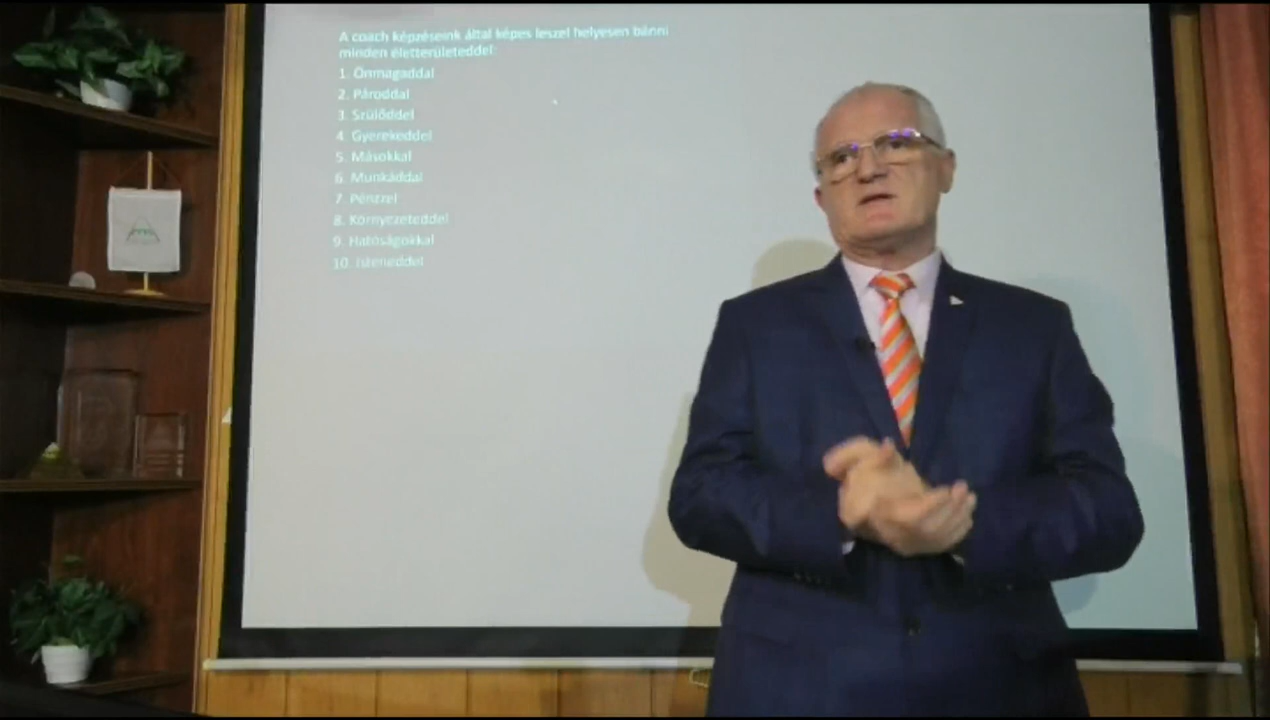 A coach képzéseink által képes leszel helyesen bánni
minden életterületeddel:
1. Önmagaddal
2. Pároddal
3. Szülőddel
4. Gyerekeddel
5. Másokkal
6. Munkáddal
7. Pénzzel
8. Környezeteddel
9. Hatóságokkal
10. Isteneddel